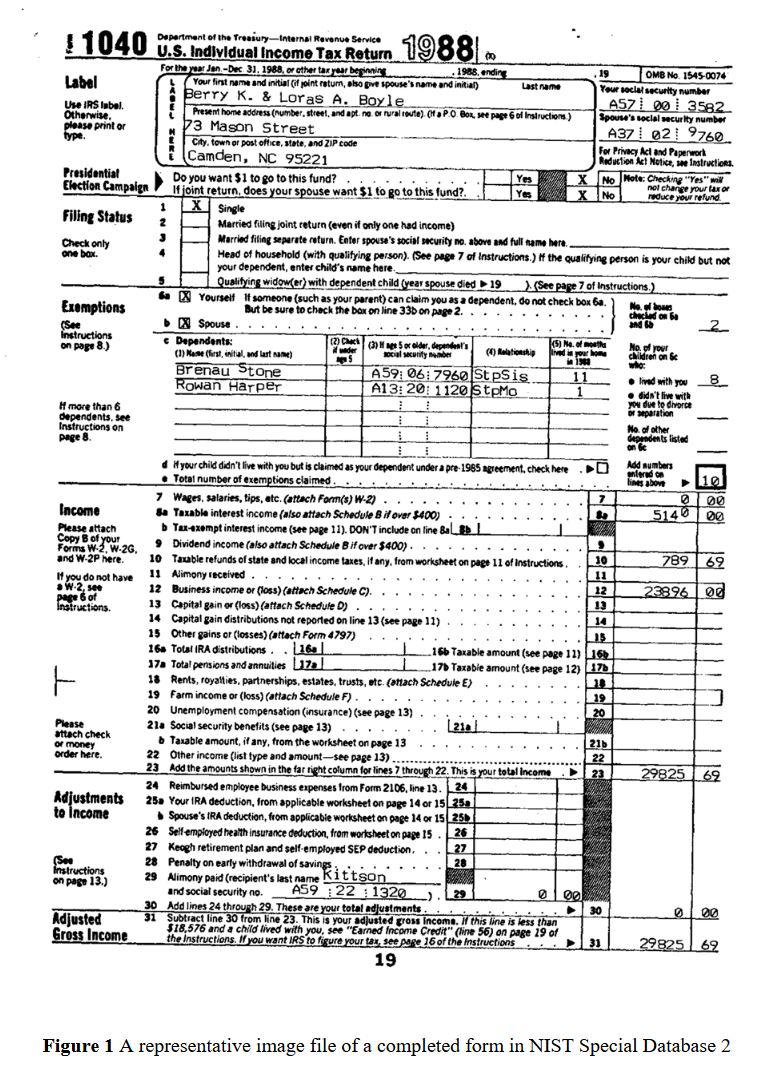 1040 Department of the Treasury—Internal Revenue Service
U.S. Individual Income Tax Return 1988
For the year Jan.–Dec 31, 1988, or other tax year beginning , 1988, ending , 19 OMB No. 1545-0074
Label
Use IRS label. Otherwise, please print or type.
LABEL HERE
Your first name and initial (if joint return, also give spouse's name and initial) Last name
Berry K. & Loras A. Boyle
Your social security number
A57 00 3582
Present home address (number, street, and apt. no. or rural route). (If a P.O. Box, see page 6 of Instructions.)
73 Mason Street
Spouse's social security number
A37 02 9760
City, town or post office, state, and ZIP code
Camden, NC 95221
For Privacy Act and Paperwork Reduction Act Notice, see Instructions.
Presidential Election Campaign
Do you want $1 to go to this fund? Yes X No
If joint return, does your spouse want $1 to go to this fund? Yes X No
Note: Checking "Yes" will not change your tax or reduce your refund.
Filing Status
Check only one box.
1 X Single
2 Married filing joint return (even if only one had income)
3 Married filing separate return. Enter spouse's social security no. above and full name here.
4 Head of household (with qualifying person). (See page 7 of Instructions.) If the qualifying person is your child but not your dependent, enter child's name here.
5 Qualifying widow(er) with dependent child (year spouse died ▶ 19 ). (See page 7 of Instructions.)
Exemptions
(See Instructions on page 8.)
6a X Yourself If someone (such as your parent) can claim you as a dependent, do not check box 6a. But be sure to check the box on line 33b on page 2.
b X Spouse
No. of boxes checked on 6a and 6b 2
c Dependents:
(1) Name (first, initial, and last name) (2) Check if under age 5 (3) If age 5 or older, dependent's social security number (4) Relationship (5) No. of months lived in your home in 1988
Brenau Stone A59 06 7960 StpSis 11
Rowan Harper A13 20 1120 StpMo 1
No. of your children on 6c who:
● lived with you 8
● didn't live with you due to divorce or separation
No. of other dependents listed on 6c
If more than 6 dependents, see Instructions on page 8.
d If your child didn't live with you but is claimed as your dependent under a pre-1985 agreement, check here ▶
e Total number of exemptions claimed
Add numbers entered on lines above ▶ 10
Income
Please attach Copy B of your Forms W-2, W-2G, and W-2P here.
If you do not have a W-2, see page 6 of Instructions.
Please attach check or money order here.
7 Wages, salaries, tips, etc. (attach Form(s) W-2) 7 0 00
8a Taxable interest income (also attach Schedule B if over $400) 8a 5140 00
b Tax-exempt interest income (see page 11). DON'T include on line 8a 8b
9 Dividend income (also attach Schedule B if over $400) 9
10 Taxable refunds of state and local income taxes, if any, from worksheet on page 11 of Instructions 10 789 69
11 Alimony received 11
12 Business income or (loss) (attach Schedule C) 12 23896 00
13 Capital gain or (loss) (attach Schedule D) 13
14 Capital gain distributions not reported on line 13 (see page 11) 14
15 Other gains or (losses) (attach Form 4797) 15
16a Total IRA distributions 16a 16b Taxable amount (see page 11) 16b
17a Total pensions and annuities 17a 17b Taxable amount (see page 12) 17b
18 Rents, royalties, partnerships, estates, trusts, etc. (attach Schedule E) 18
19 Farm income or (loss) (attach Schedule F) 19
20 Unemployment compensation (insurance) (see page 13) 20
21a Social security benefits (see page 13) 21a
b Taxable amount, if any, from the worksheet on page 13 21b
22 Other income (list type and amount—see page 13) 22
23 Add the amounts shown in the far right column for lines 7 through 22. This is your total income ▶ 23 29825 69
Adjustments to Income
(See Instructions on page 13.)
24 Reimbursed employee business expenses from Form 2106, line 13 24
25a Your IRA deduction, from applicable worksheet on page 14 or 15 25a
b Spouse's IRA deduction, from applicable worksheet on page 14 or 15 25b
26 Self-employed health insurance deduction, from worksheet on page 15 26
27 Keogh retirement plan and self-employed SEP deduction 27
28 Penalty on early withdrawal of savings 28
29 Alimony paid (recipient's last name Kittson
and social security no. A59 22 1320 ) 29 0 00
30 Add lines 24 through 29. These are your total adjustments ▶ 30 0 00
Adjusted Gross Income
31 Subtract line 30 from line 23. This is your adjusted gross income. If this line is less than $18,576 and a child lived with you, see "Earned Income Credit" (line 56) on page 19 of the Instructions. If you want IRS to figure your tax, see page 16 of the Instructions ▶ 31 29825 69
19
Figure 1 A representative image file of a completed form in NIST Special Database 2